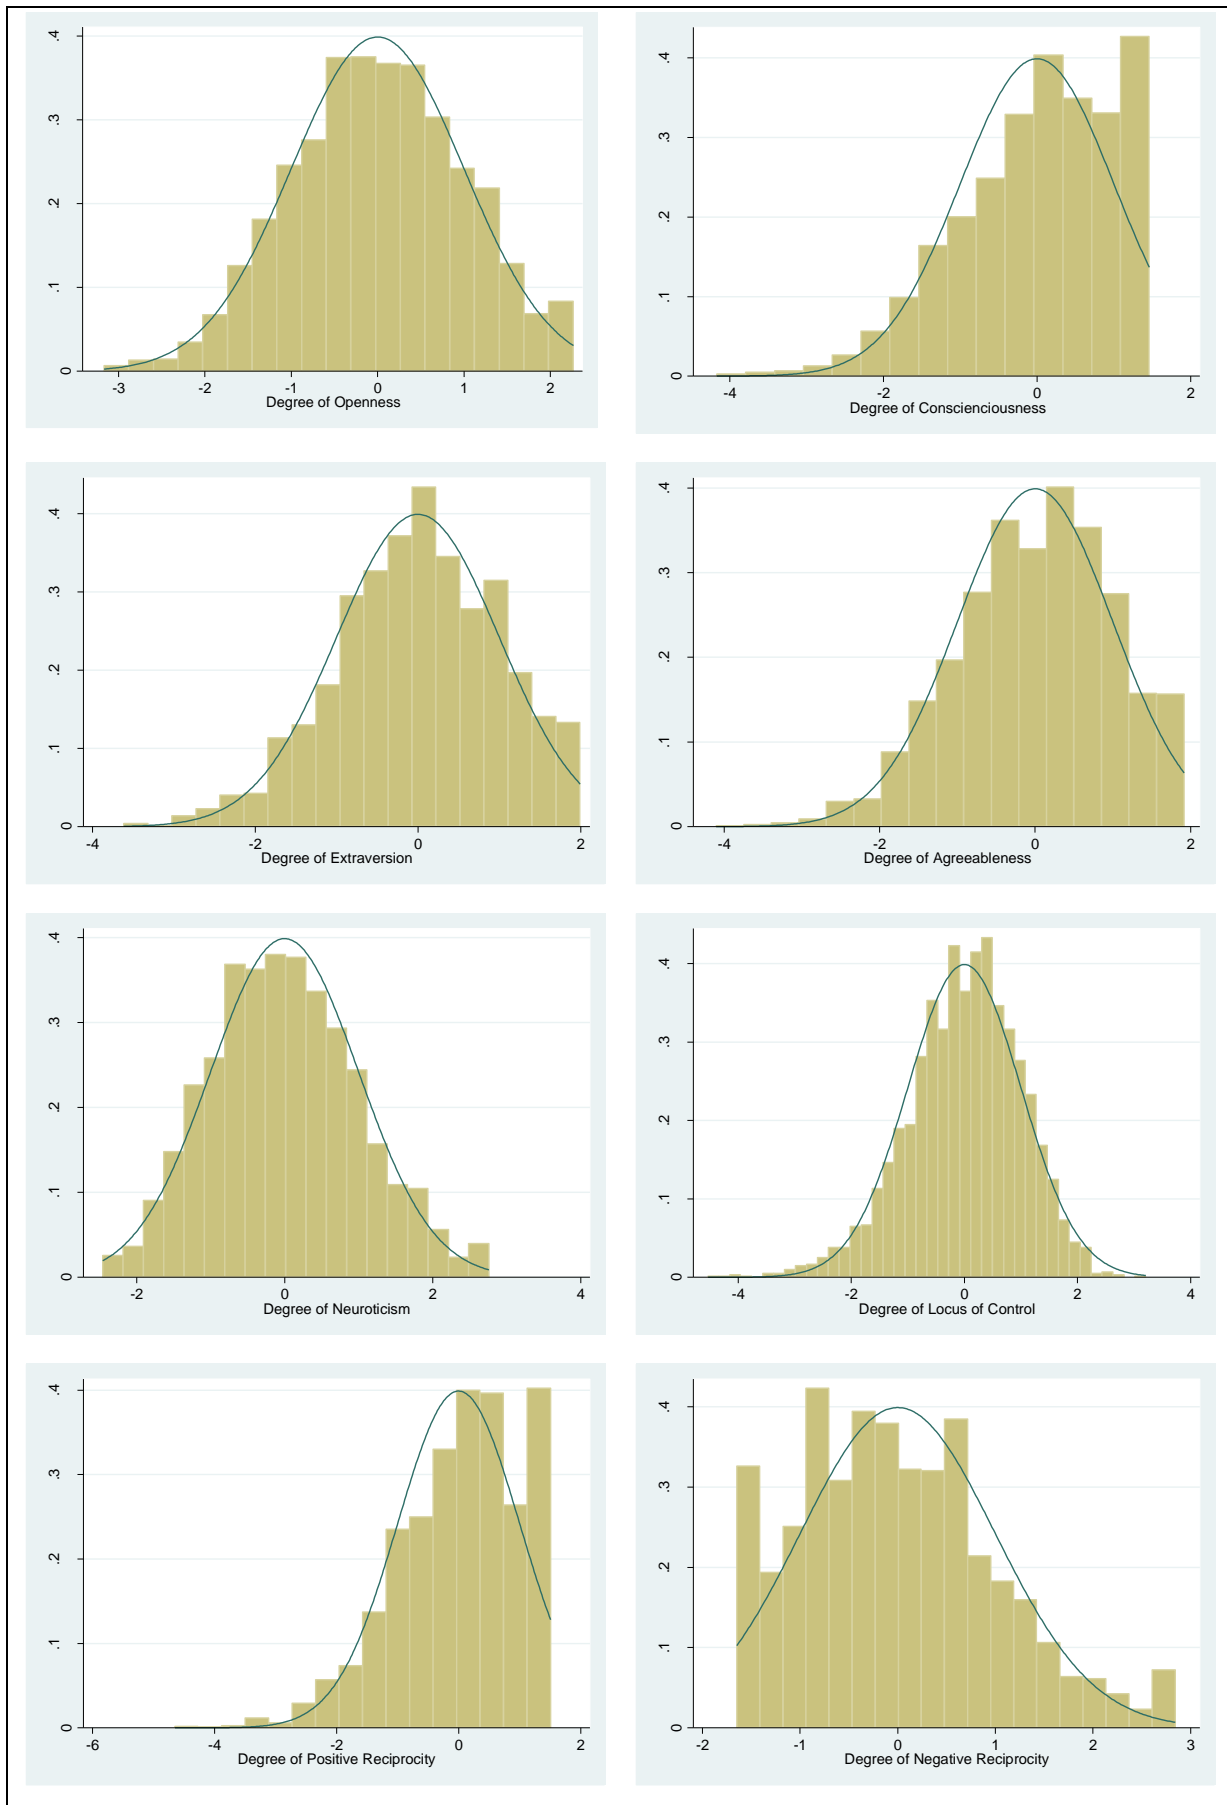 0 .1 .2 .3 .4
-3 -2 -1 0 1 2
Degree of Openness
0 .1 .2 .3 .4
-4 -2 0 2
Degree of Conscienciousness
0 .1 .2 .3 .4
-4 -2 0 2
Degree of Extraversion
0 .1 .2 .3 .4
-4 -2 0 2
Degree of Agreeableness
0 .1 .2 .3 .4
-2 0 2 4
Degree of Neuroticism
0 .1 .2 .3 .4
-4 -2 0 2 4
Degree of Locus of Control
0 .1 .2 .3 .4
-6 -4 -2 0 2
Degree of Positive Reciprocity
0 .1 .2 .3 .4
-2 -1 0 1 2 3
Degree of Negative Reciprocity